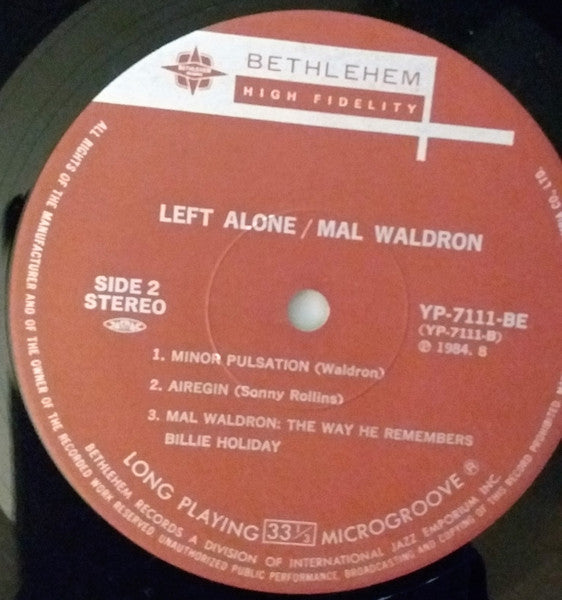 BETHLEHEM
BETHLEHEM
HIGH FIDELITY
LEFT ALONE / MAL WALDRON
SIDE 2
STEREO
YP-7111-BE
(YP-7111-B)
Ⓟ 1984. 8
1. MINOR PULSATION (Waldron)
2. AIREGIN (Sonny Rollins)
3. MAL WALDRON: THE WAY HE REMEMBERS
BILLIE HOLIDAY
LONG PLAYING 33⅓ MICROGROOVE®
BETHLEHEM RECORDS A DIVISION OF INTERNATIONAL JAZZ EMPORIUM INC.
ALL RIGHTS OF THE MANUFACTURER AND OF THE OWNER OF THE RECORDED WORK RESERVED. UNAUTHORIZED PUBLIC PERFORMANCE, BROADCASTING AND COPYING OF THIS RECORD PROHIBITED
CO., LTD.